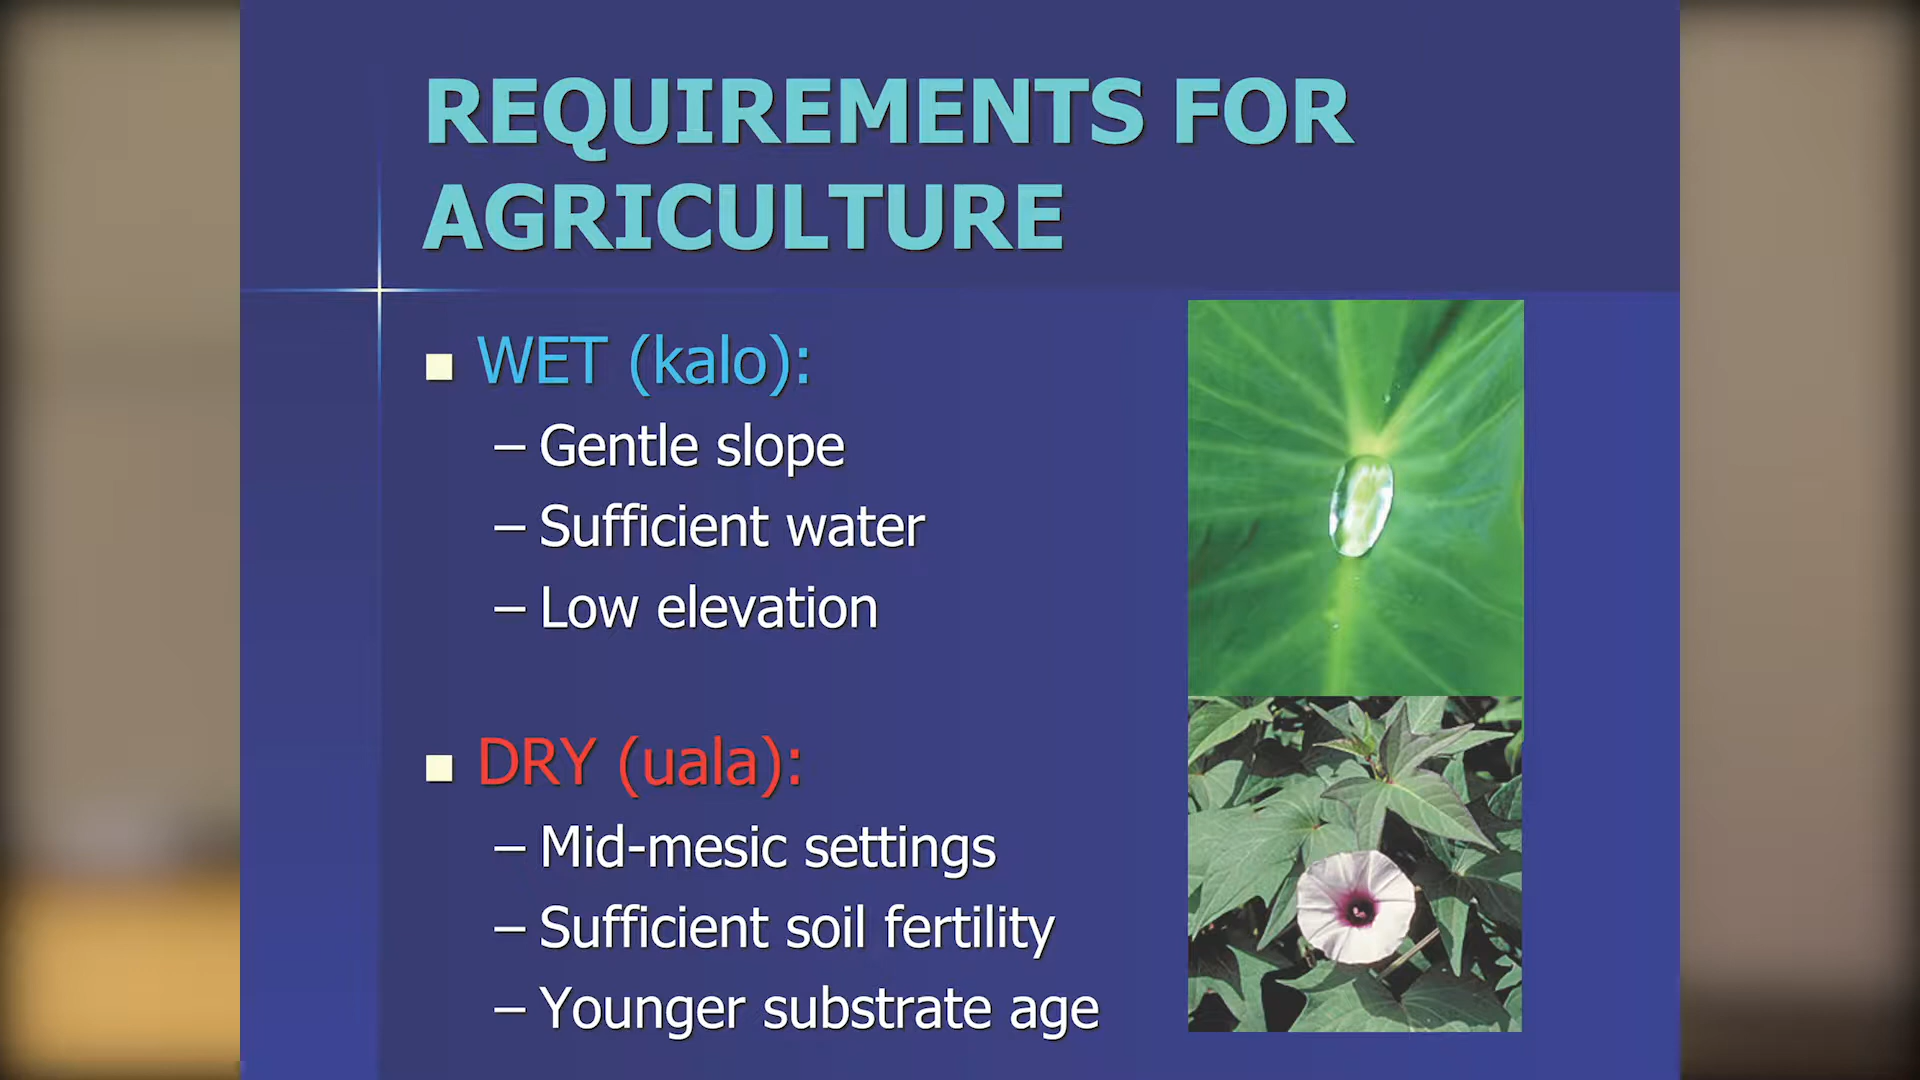 REQUIREMENTS FOR
AGRICULTURE
WET (kalo):
– Gentle slope
– Sufficient water
– Low elevation
DRY (uala):
– Mid-mesic settings
– Sufficient soil fertility
– Younger substrate age